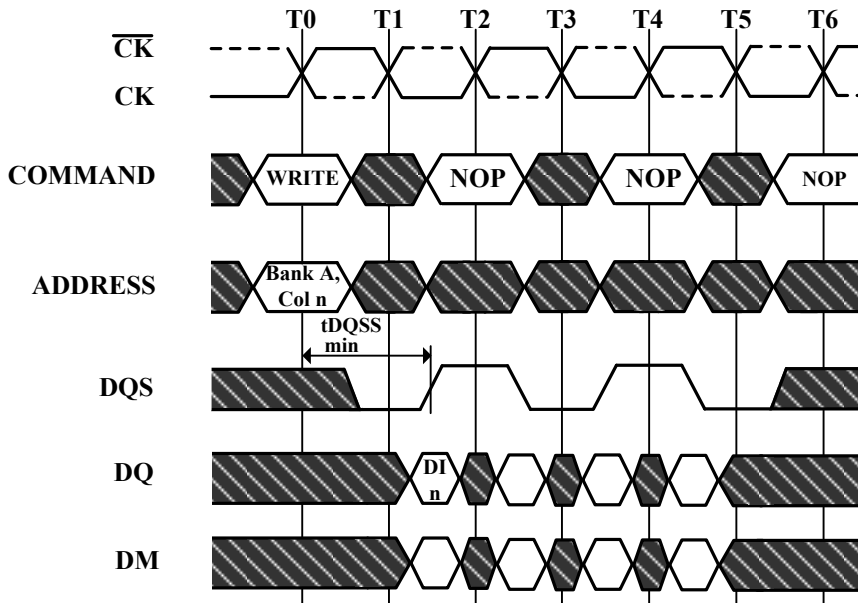 T0 T1 T2 T3 T4 T5 T6
CK
CK
COMMAND WRITE NOP NOP NOP
ADDRESS Bank A,
Col n
tDQSS
min
DQS
DQ DI
n
DM